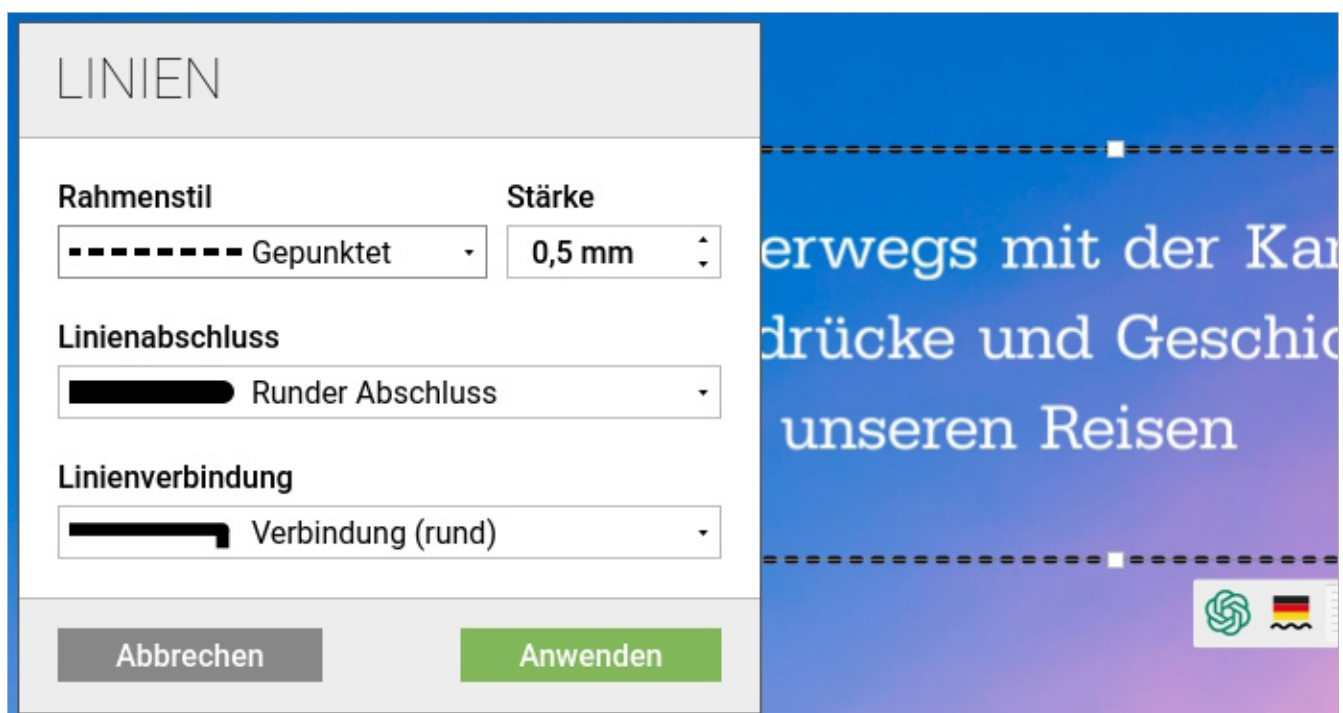 LINIEN
Rahmenstil
Stärke
Gepunktet
0,5 mm
Linienabschluss
Runder Abschluss
Linienverbindung
Verbindung (rund)
Abbrechen
Anwenden
erwegs mit der Kar
drücke und Geschic
unseren Reisen